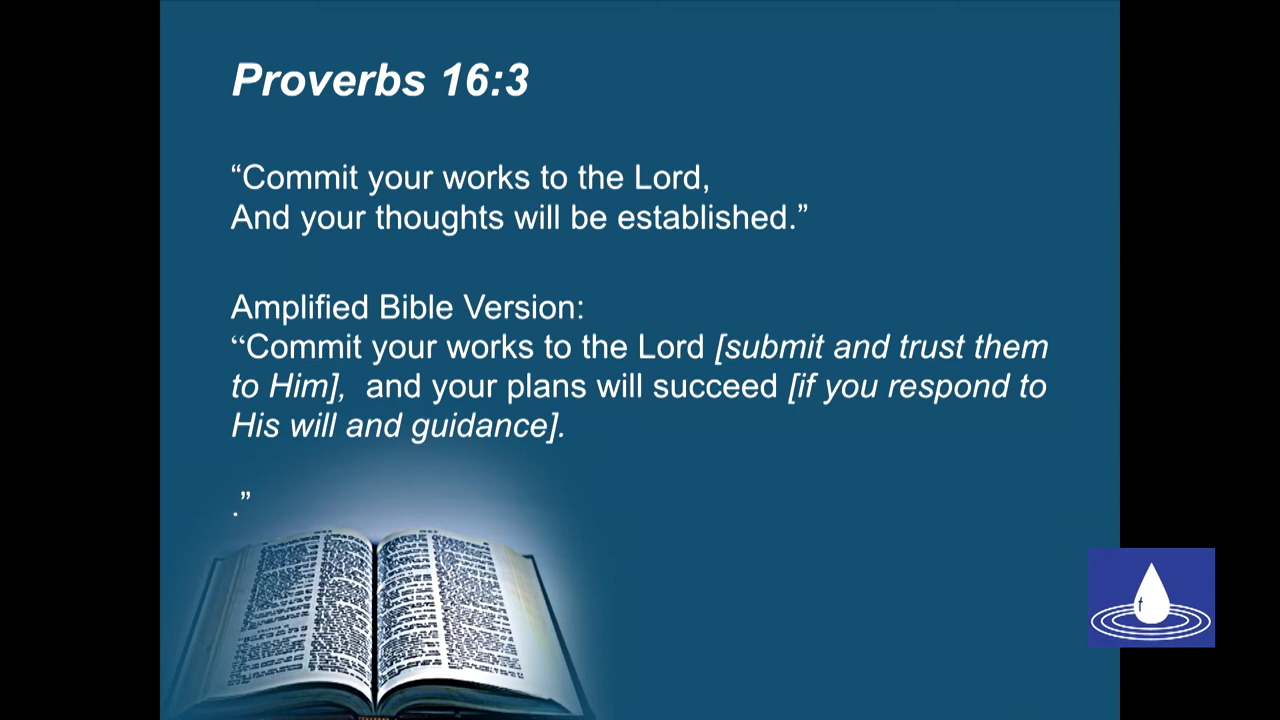 Proverbs 16:3
“Commit your works to the Lord,
And your thoughts will be established.”
Amplified Bible Version:
“Commit your works to the Lord [submit and trust them
to Him],  and your plans will succeed [if you respond to
His will and guidance].
.”
t